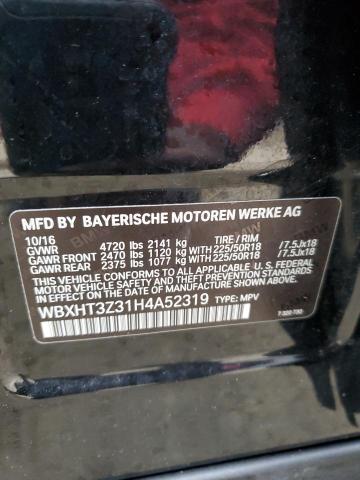 MFD BY BAYERISCHE MOTOREN WERKE AG
10/16 TIRE / RIM
GVWR 4720 lbs 2141 kg
GAWR FRONT 2470 lbs 1120 kg WITH 225/50R18 /7.5Jx18
GAWR REAR 2375 lbs 1077 kg WITH 225/50R18 /7.5Jx18
THIS VEHICLE CONFORMS TO ALL APPLICABLE U.S. FEDERAL
MOTOR VEHICLE SAFETY, BUMPER, AND THEFT PREVENTION
STANDARDS IN EFFECT ON THE DATE OF MANUFACTURE SHOWN ABOVE.
WBXHT3Z31H4A52319 TYPE: MPV